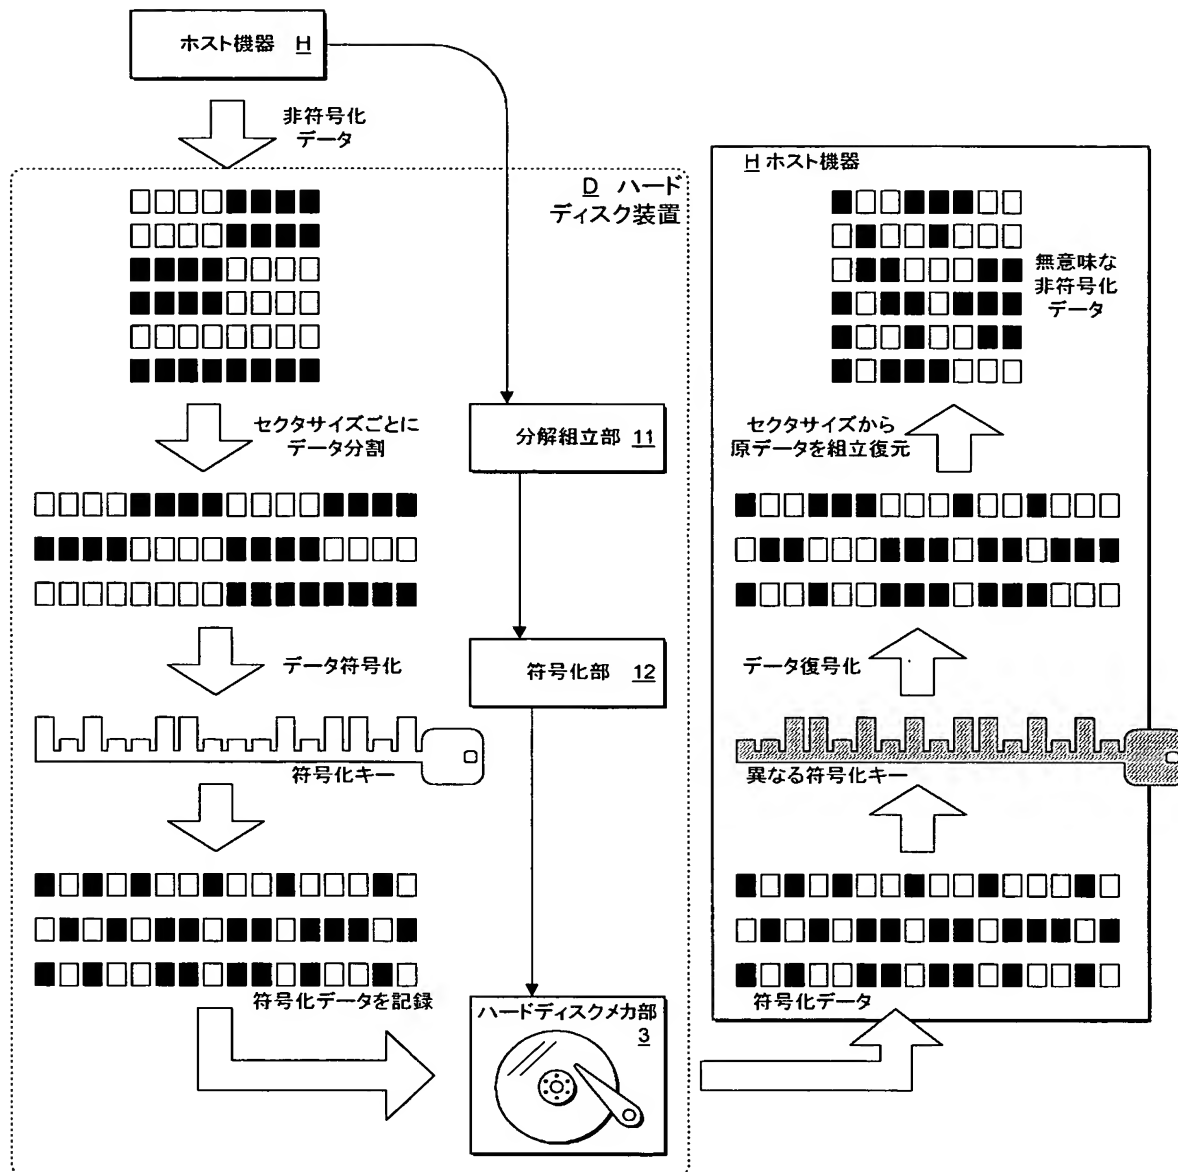 ホスト機器 H
非符号化
データ
D ハード
ディスク装置
セクタサイズごとに
データ分割
分解組立部 11
データ符号化
符号化部 12
符号化キー
符号化データを記録
ハードディスクメカ部
3
H ホスト機器
無意味な
非符号化
データ
セクタサイズから
原データを組立復元
データ復号化
異なる符号化キー
符号化データ